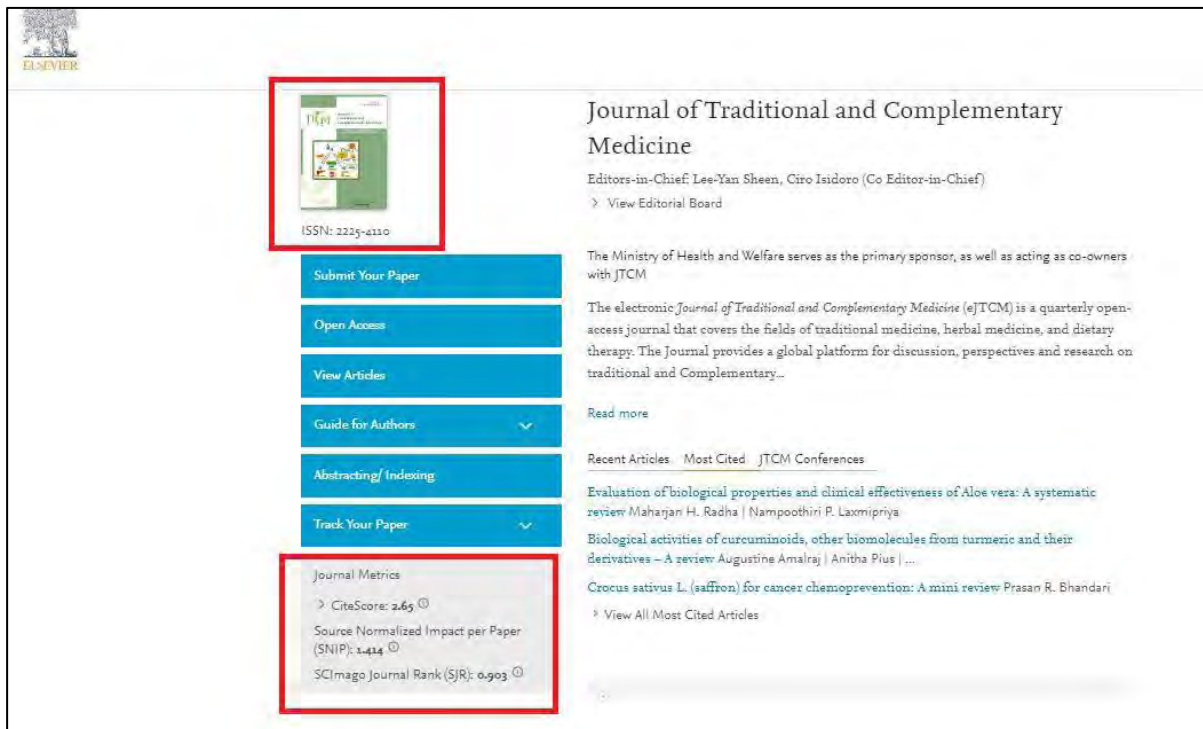 ELSEVIER
ISSN: 2225-4110
Submit Your Paper
Open Access
View Articles
Guide for Authors
Abstracting/ Indexing
Track Your Paper
Journal Metrics
> CiteScore: 2.65
Source Normalized Impact per Paper
(SNIP): 1.414
SCImago Journal Rank (SJR): 0.903
Journal of Traditional and Complementary
Medicine
Editors-in-Chief: Lee-Yan Sheen, Ciro Isidoro (Co Editor-in-Chief)
> View Editorial Board
The Ministry of Health and Welfare serves as the primary sponsor, as well as acting as co-owners
with JTCM
The electronic Journal of Traditional and Complementary Medicine (eJTCM) is a quarterly open-
access journal that covers the fields of traditional medicine, herbal medicine, and dietary
therapy. The Journal provides a global platform for discussion, perspectives and research on
traditional and Complementary...
Read more
Recent Articles Most Cited JTCM Conferences
Evaluation of biological properties and clinical effectiveness of Aloe vera: A systematic
review Maharjan H. Radha | Nampoothiri P. Laxmipriya
Biological activities of curcuminoids, other biomolecules from turmeric and their
derivatives – A review Augustine Amalraj | Anitha Pius | ...
Crocus sativus L. (saffron) for cancer chemoprevention: A mini review Prasan R. Bhandari
> View All Most Cited Articles